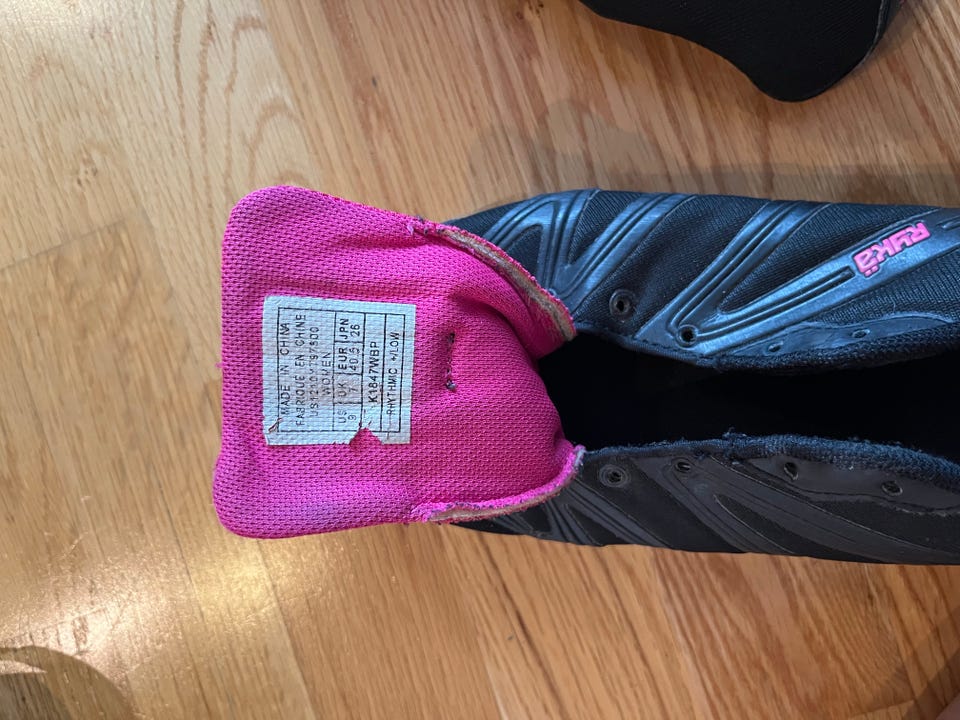 MADE IN CHINA
FABRIQUE EN CHINE
WOMEN
US UK EUR JPN
9 7 40.5 26
K1847WBP
RHYTHMIC +/LOW
Rykä